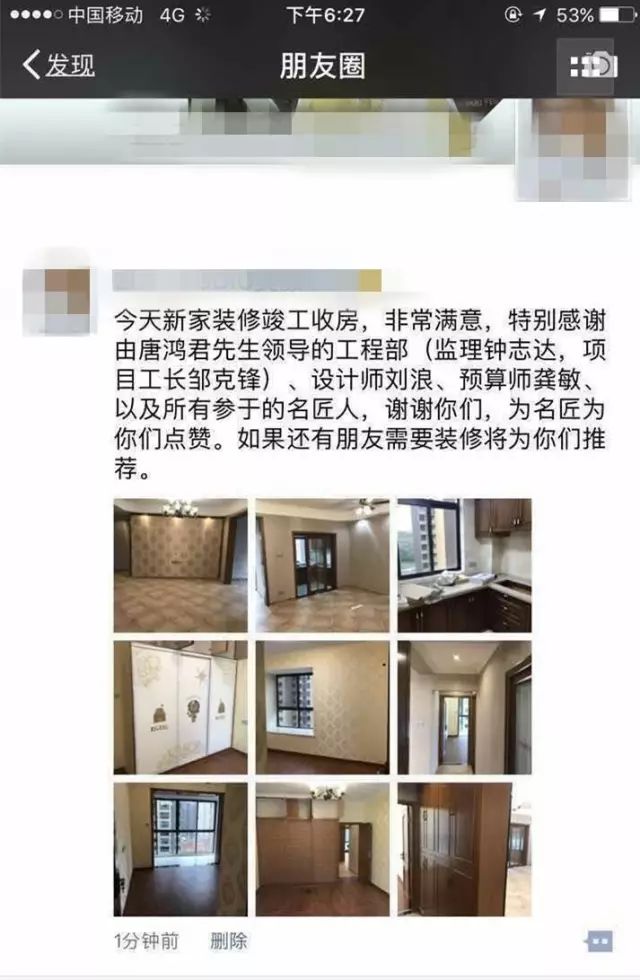 中国移动 4G 下午6:27 53%
发现 朋友圈
今天新家装修竣工收房，非常满意，特别感谢
由唐鸿君先生领导的工程部（监理钟志达，项
目工长邹克锋）、设计师刘浪、预算师龚敏、
以及所有参于的名匠人，谢谢你们，为名匠为
你们点赞。如果还有朋友需要装修将为你们推
荐。
1分钟前 删除